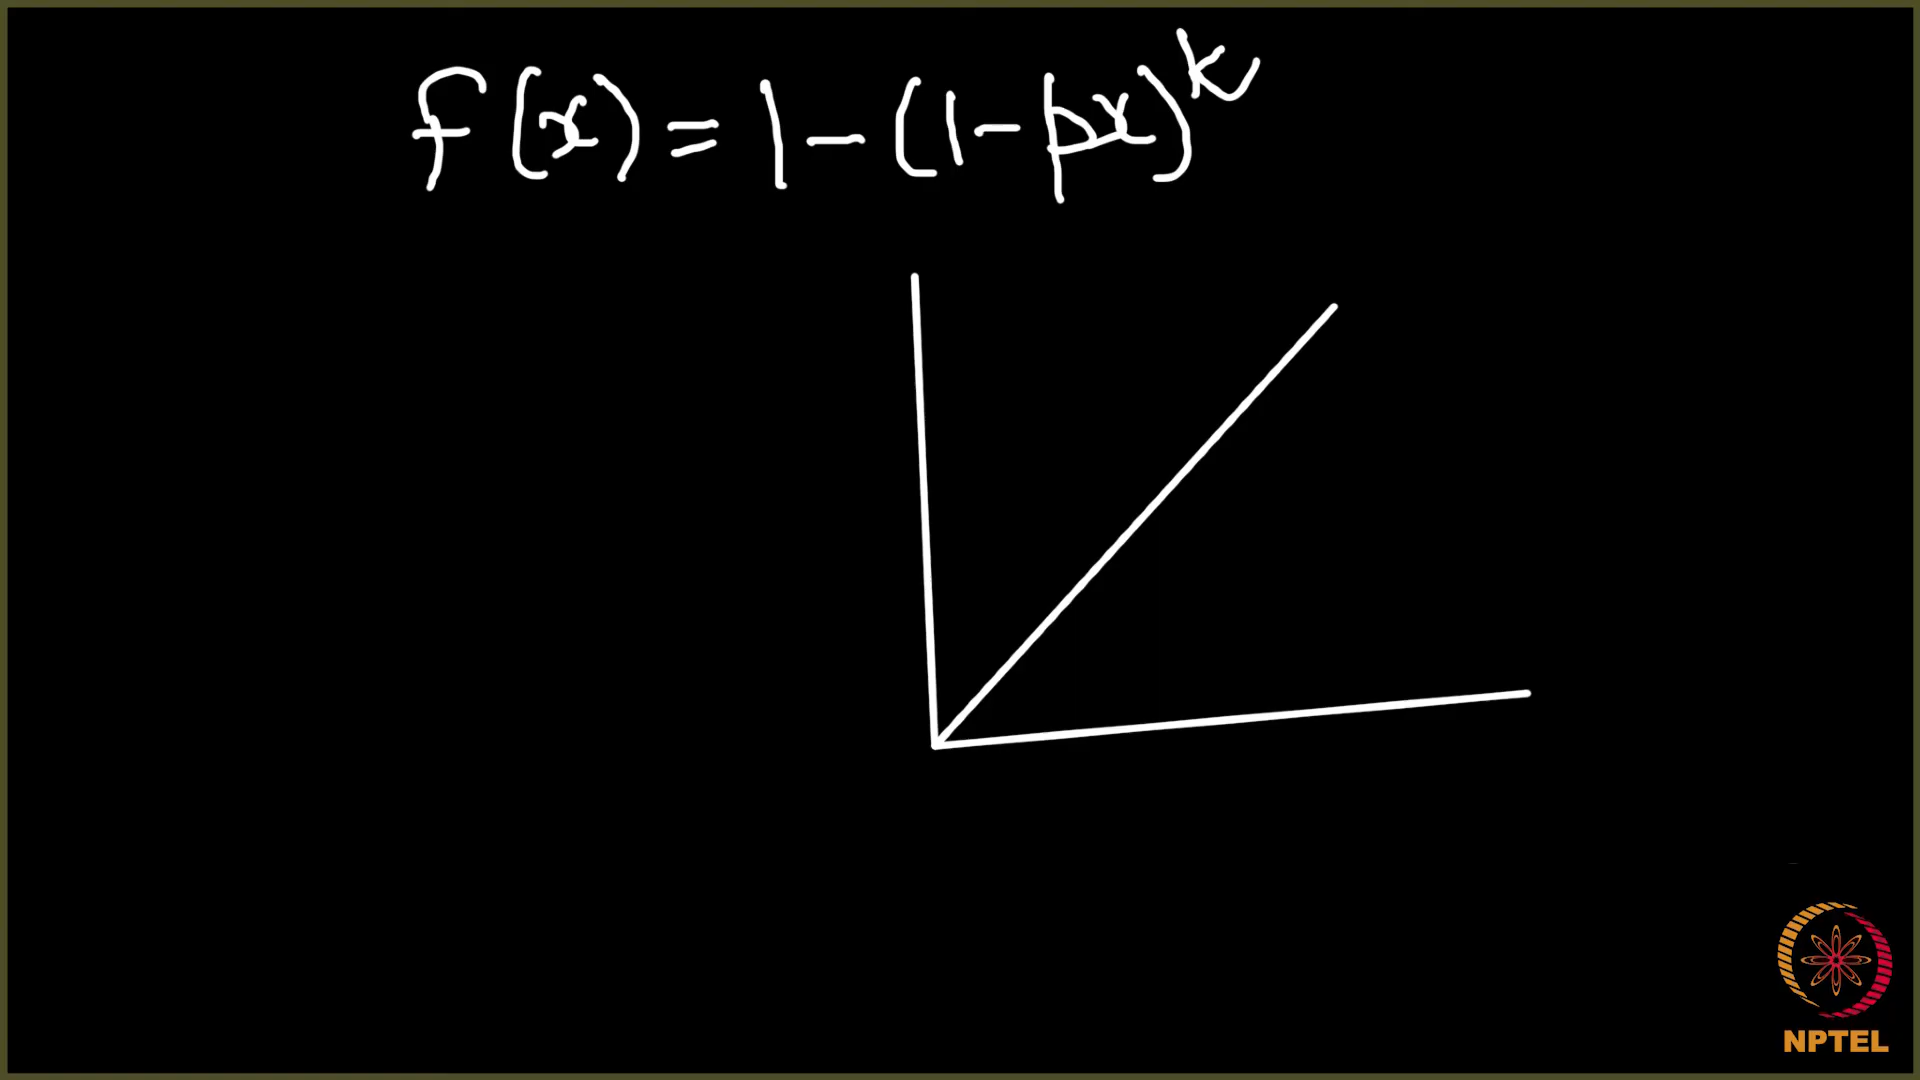 f(x) = 1 - (1 - px)^k
NPTEL